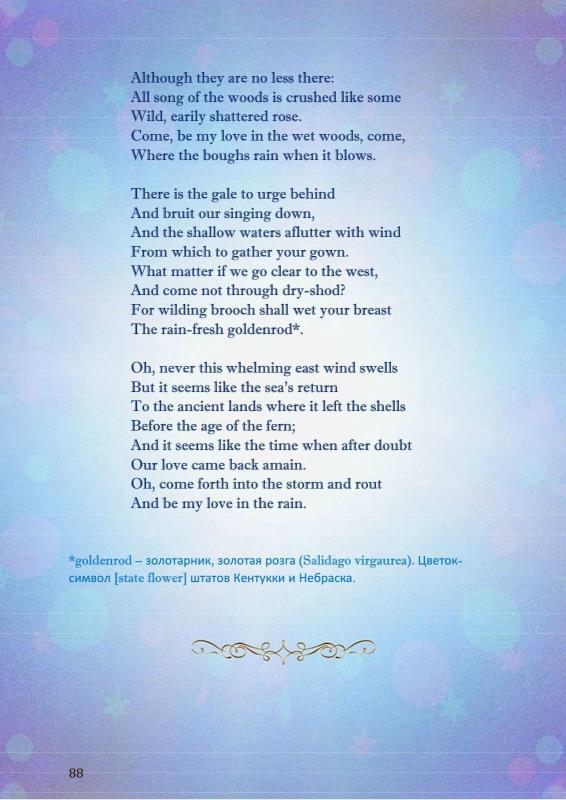 Although they are no less there:
All song of the woods is crushed like some
Wild, earily shattered rose.
Come, be my love in the wet woods, come,
Where the boughs rain when it blows.
There is the gale to urge behind
And bruit our singing down,
And the shallow waters aflutter with wind
From which to gather your gown.
What matter if we go clear to the west,
And come not through dry-shod?
For wilding brooch shall wet your breast
The rain-fresh goldenrod*.
Oh, never this whelming east wind swells
But it seems like the sea’s return
To the ancient lands where it left the shells
Before the age of the fern;
And it seems like the time when after doubt
Our love came back amain.
Oh, come forth into the storm and rout
And be my love in the rain.
*goldenrod – золотарник, золотая розга (Salidago virgaurea). Цветок-
символ [state flower] штатов Кентукки и Небраска.
88